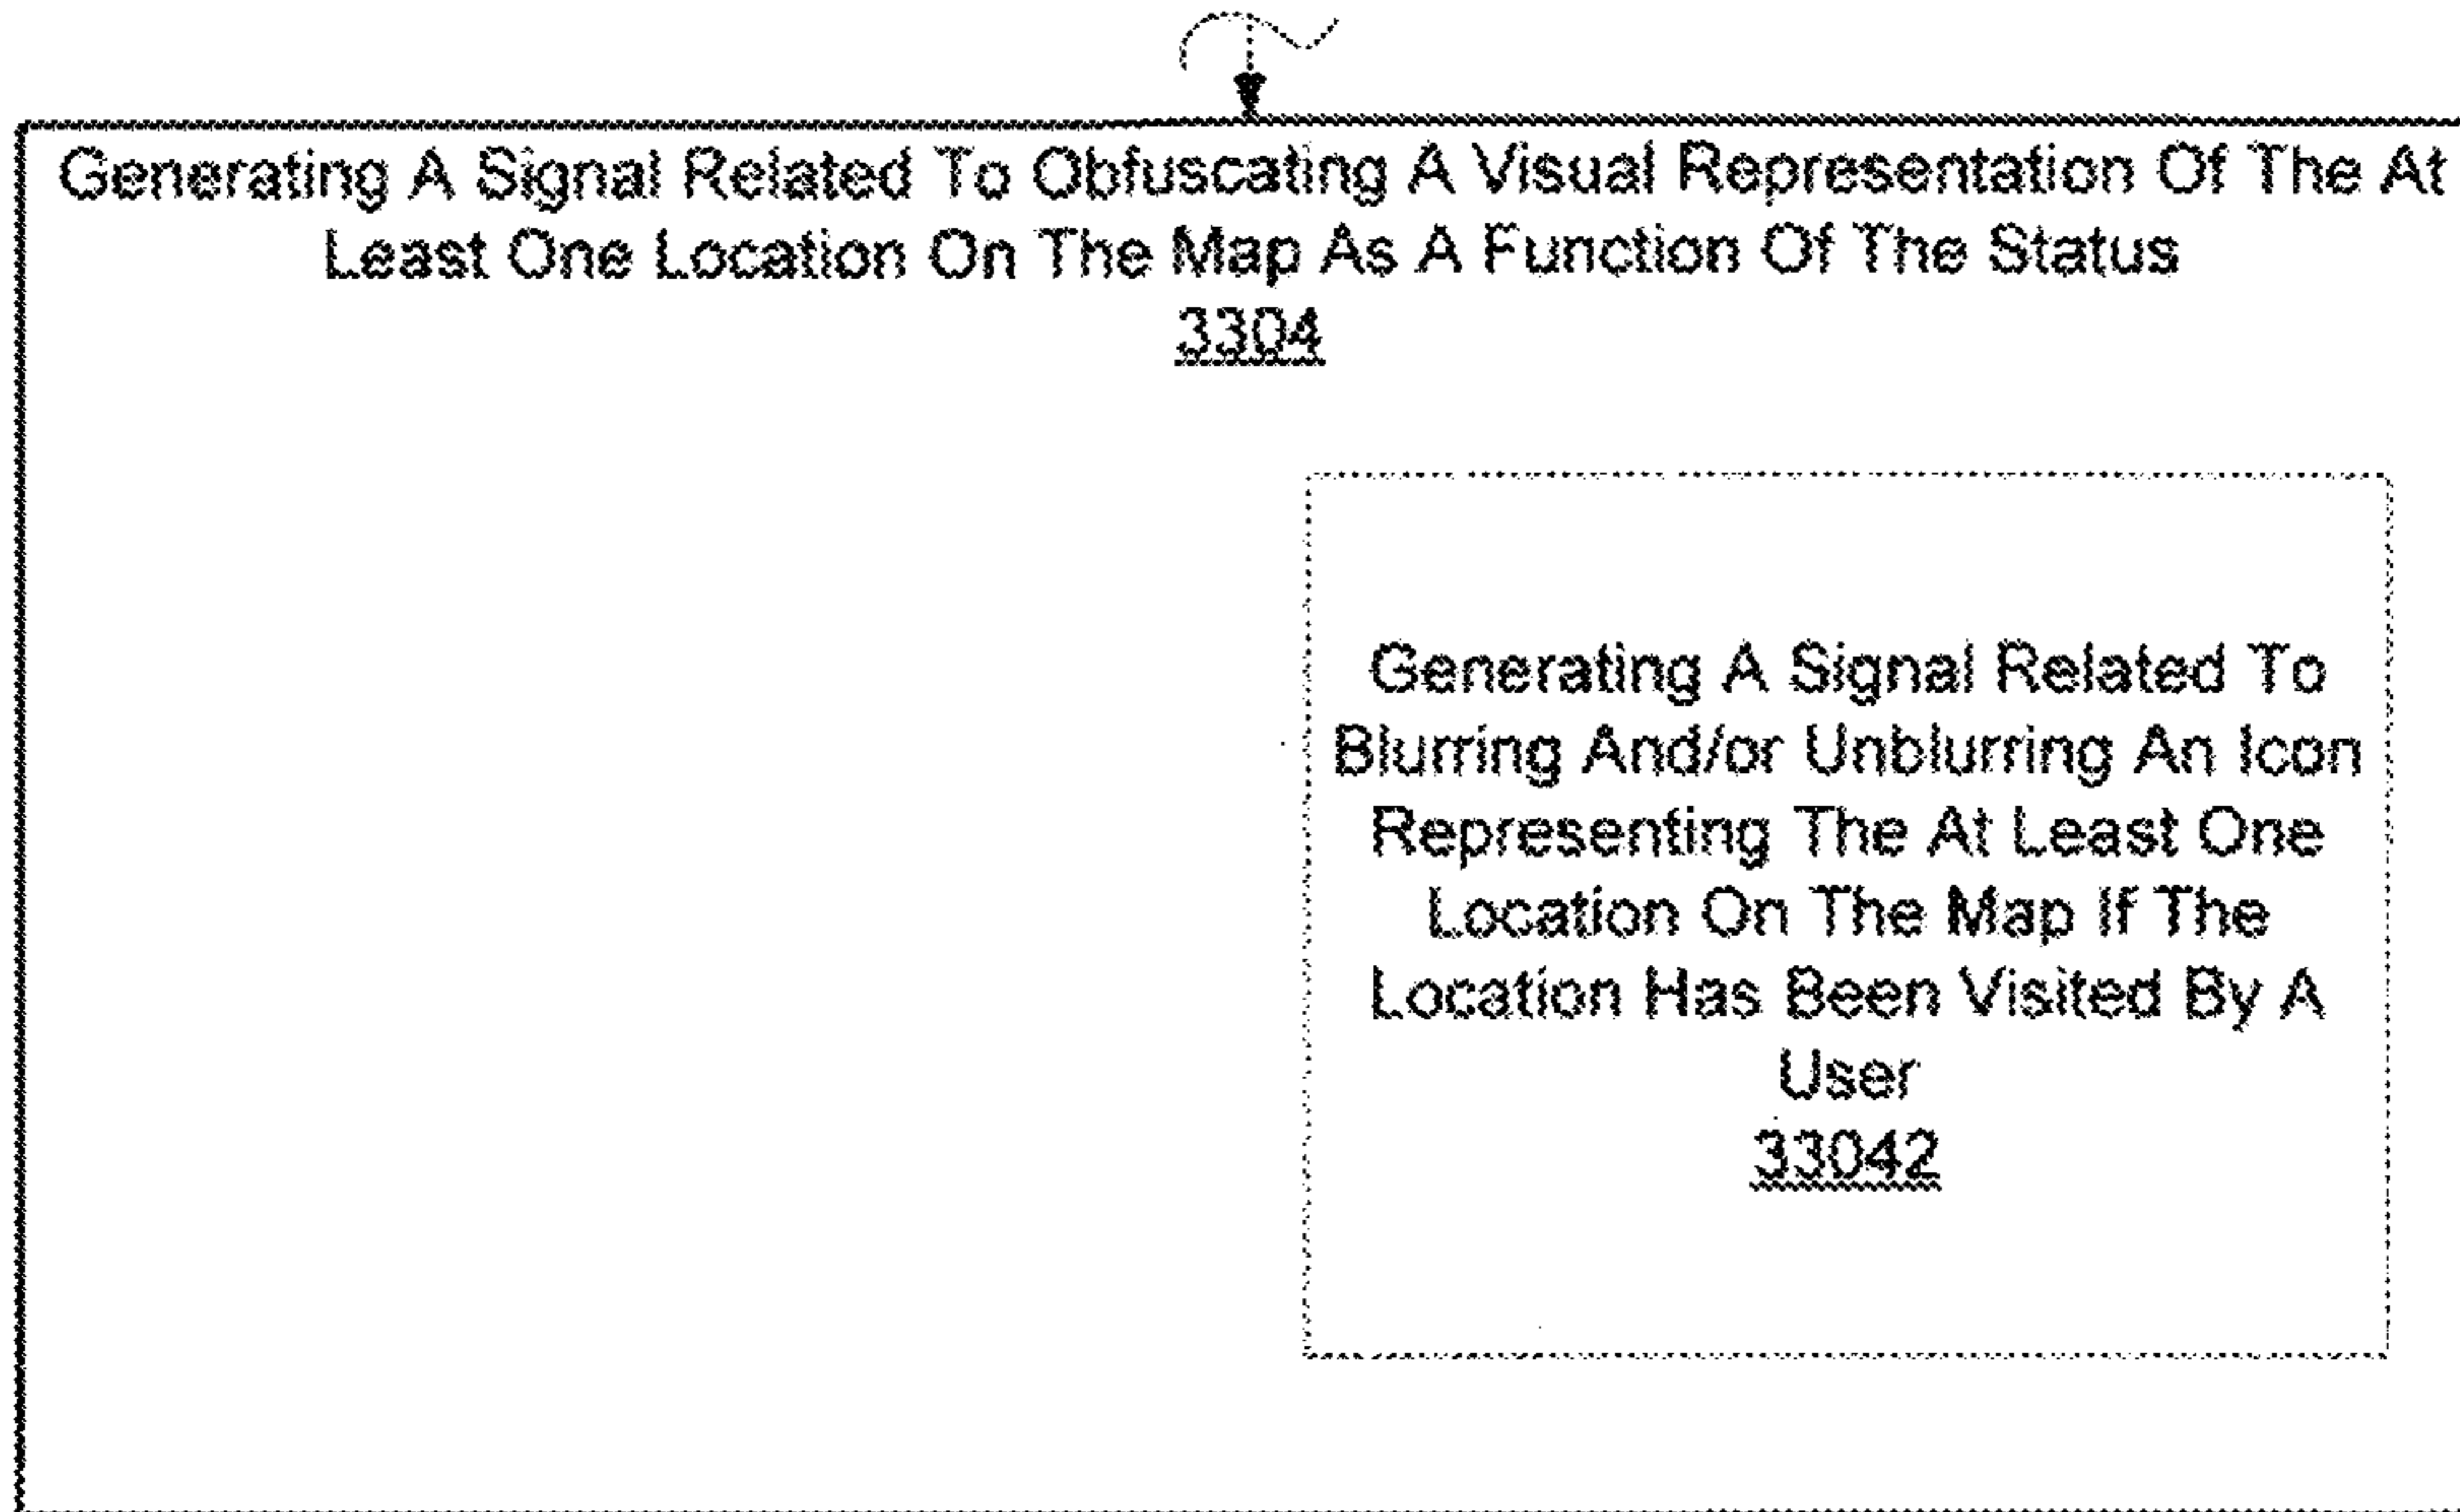 Generating A Signal Related To Obfuscating A Visual Representation Of The At
Least One Location On The Map As A Function Of The Status
3304
Generating A Signal Related To
Blurring And/or Unblurring An Icon
Representing The At Least One
Location On The Map If The
Location Has Been Visited By A
User
33042